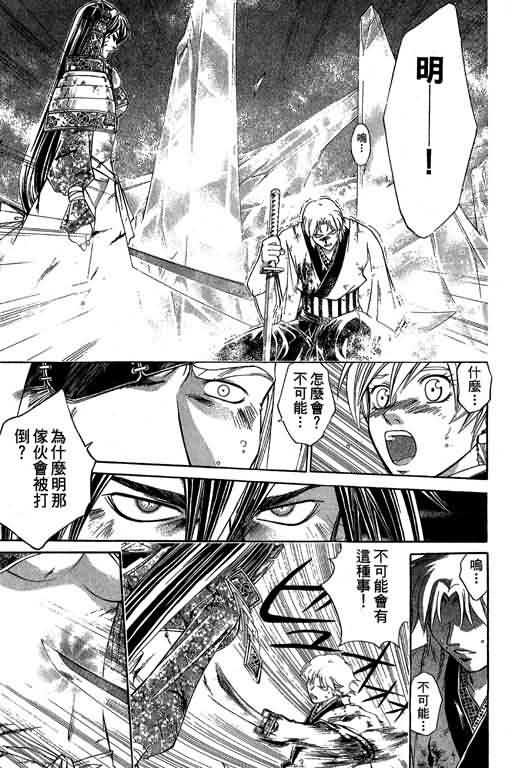 明——！
嗚…
什麼…
怎麼會？
不可能…
為什麼明那
傢伙會被打
倒？
嗚…
不可能…
不可能會有
這種事！